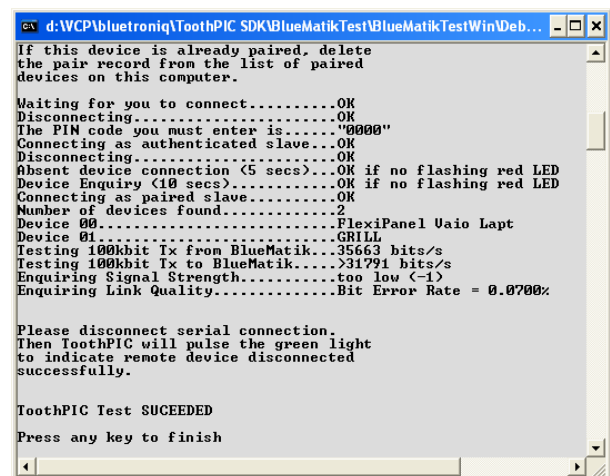 d:\VCP\bluetroniq\ToothPIC SDK\BlueMatikTest\BlueMatikTestWin\Deb...
If this device is already paired, delete
the pair record from the list of paired
devices on this computer.
Waiting for you to connect..........OK
Disconnecting.......................OK
The PIN code you must enter is......"0000"
Connecting as authenticated slave...OK
Disconnecting.......................OK
Absent device connection (5 secs)...OK if no flashing red LED
Device Enquiry (10 secs)............OK if no flashing red LED
Connecting as paired slave..........OK
Number of devices found.............2
Device 00...........................FlexiPanel Vaio Lapt
Device 01...........................GRILL
Testing 100kbit Tx from BlueMatik...35663 bits/s
Testing 100kbit Tx to BlueMatik.....>31791 bits/s
Enquiring Signal Strength...........too low (-1)
Enquiring Link Quality..............Bit Error Rate = 0.0700%
Please disconnect serial connection.
Then ToothPIC will pulse the green light
to indicate remote device disconnected
successfully.
ToothPIC Test SUCEEDED
Press any key to finish